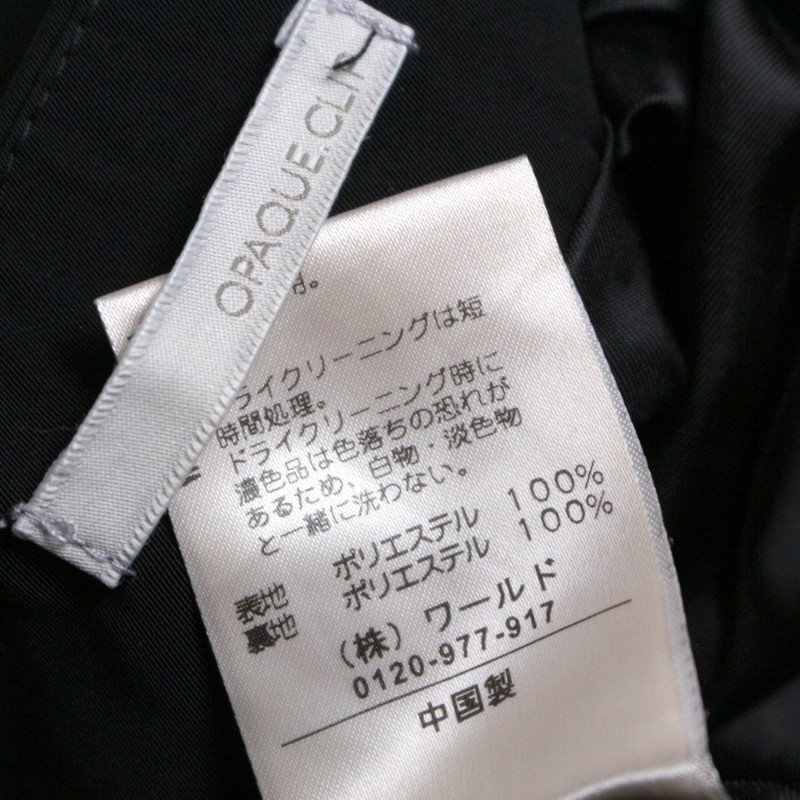 OPAQUE.CLIP
用。
ドライクリーニングは短
時間処理。
ドライクリーニング時に
濃色品は色落ちの恐れが
あるため、白物・淡色物
と一緒に洗わない。
表地 ポリエステル 100%
裏地 ポリエステル 100%
(株) ワールド
0120-977-917
中国製